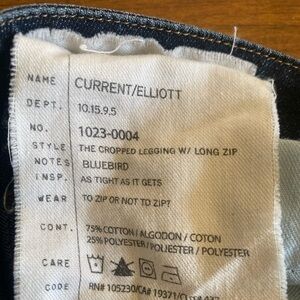 NAME CURRENT/ELLIOTT
DEPT. 10.15.9.5
NO. 1023-0004
STYLE THE CROPPED LEGGING W/ LONG ZIP
NOTES BLUEBIRD
INSP. AS TIGHT AS IT GETS
WEAR TO ZIP OR NOT TO ZIP?
CONT. 75% COTTON / ALGODON / COTON
25% POLYESTER / POLYESTER / POLYESTER
CARE
CODE RN# 105230/CA# 19371/